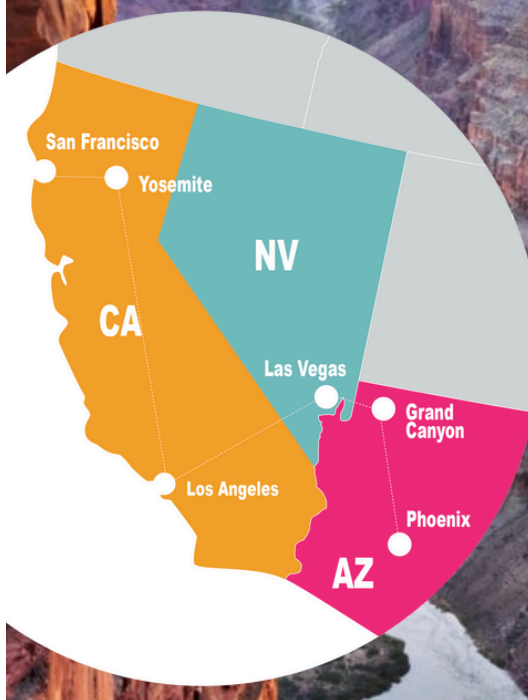 San Francisco
Yosemite
NV
CA
Las Vegas
Grand
Canyon
Los Angeles
Phoenix
AZ